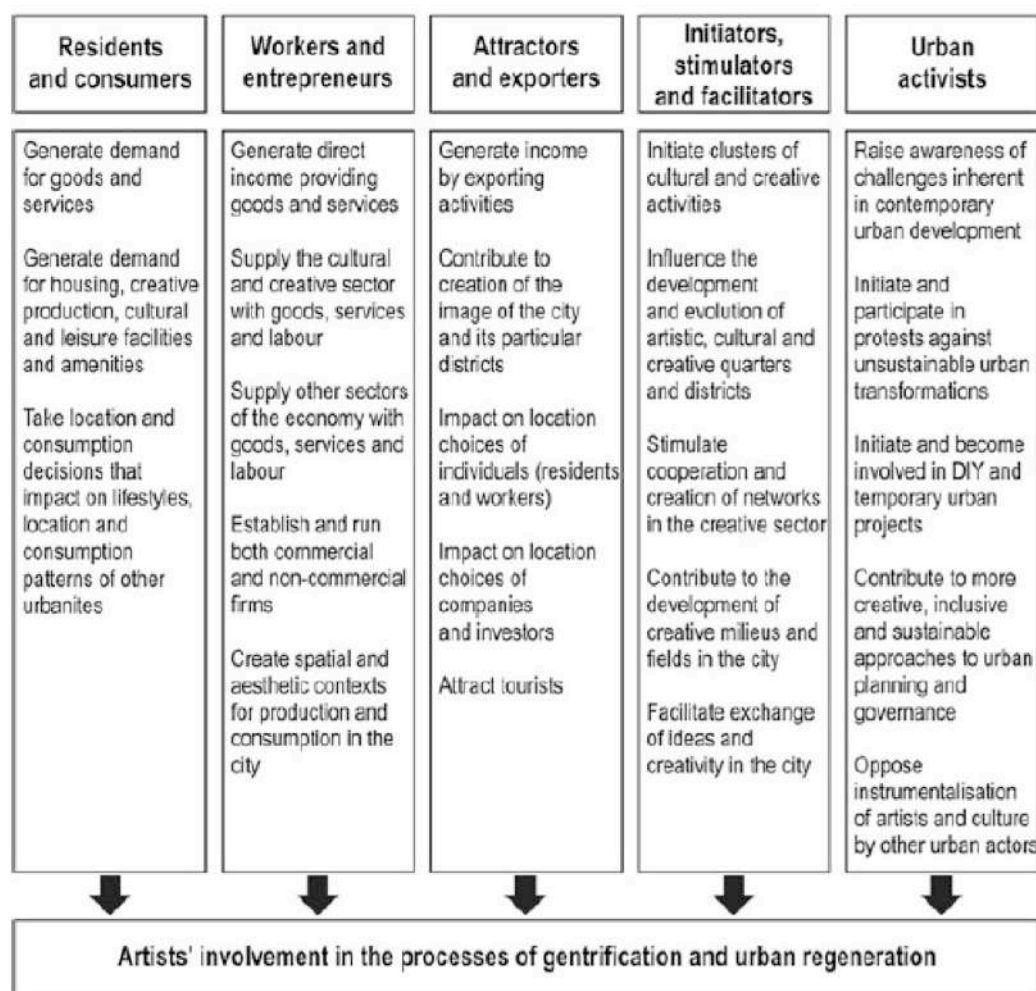 Residents
and consumers
Generate demand
for goods and
services
Generate demand
for housing, creative
production, cultural
and leisure facilities
and amenities
Take location and
consumption
decisions that
impact on lifestyles,
location and
consumption
patterns of other
urbanites
Workers and
entrepreneurs
Generate direct
income providing
goods and services
Supply the cultural
and creative sector
with goods, services
and labour
Supply other sectors
of the economy with
goods, services and
labour
Establish and run
both commercial
and non-commercial
firms
Create spatial and
aesthetic contexts
for production and
consumption in the
city
Attractors
and exporters
Generate income
by exporting
activities
Contribute to
creation of the
image of the city
and its particular
districts
Impact on location
choices of
individuals (residents
and workers)
Impact on location
choices of
companies
and investors
Attract tourists
Initiators,
stimulators
and facilitators
Initiate clusters of
cultural and creative
activities
Influence the
development
and evolution of
artistic, cultural and
creative quarters
and districts
Stimulate
cooperation and
creation of networks
in the creative sector
Contribute to the
development of
creative milieus and
fields in the city
Facilitate exchange
of ideas and
creativity in the city
Urban
activists
Raise awareness of
challenges inherent
in contemporary
urban development
Initiate and
participate in
protests against
unsustainable urban
transformations
Initiate and become
involved in DIY and
temporary urban
projects
Contribute to more
creative, inclusive
and sustainable
approaches to urban
planning and
governance
Oppose
instrumentalisation
of artists and culture
by other urban actors
Artists' involvement in the processes of gentrification and urban regeneration